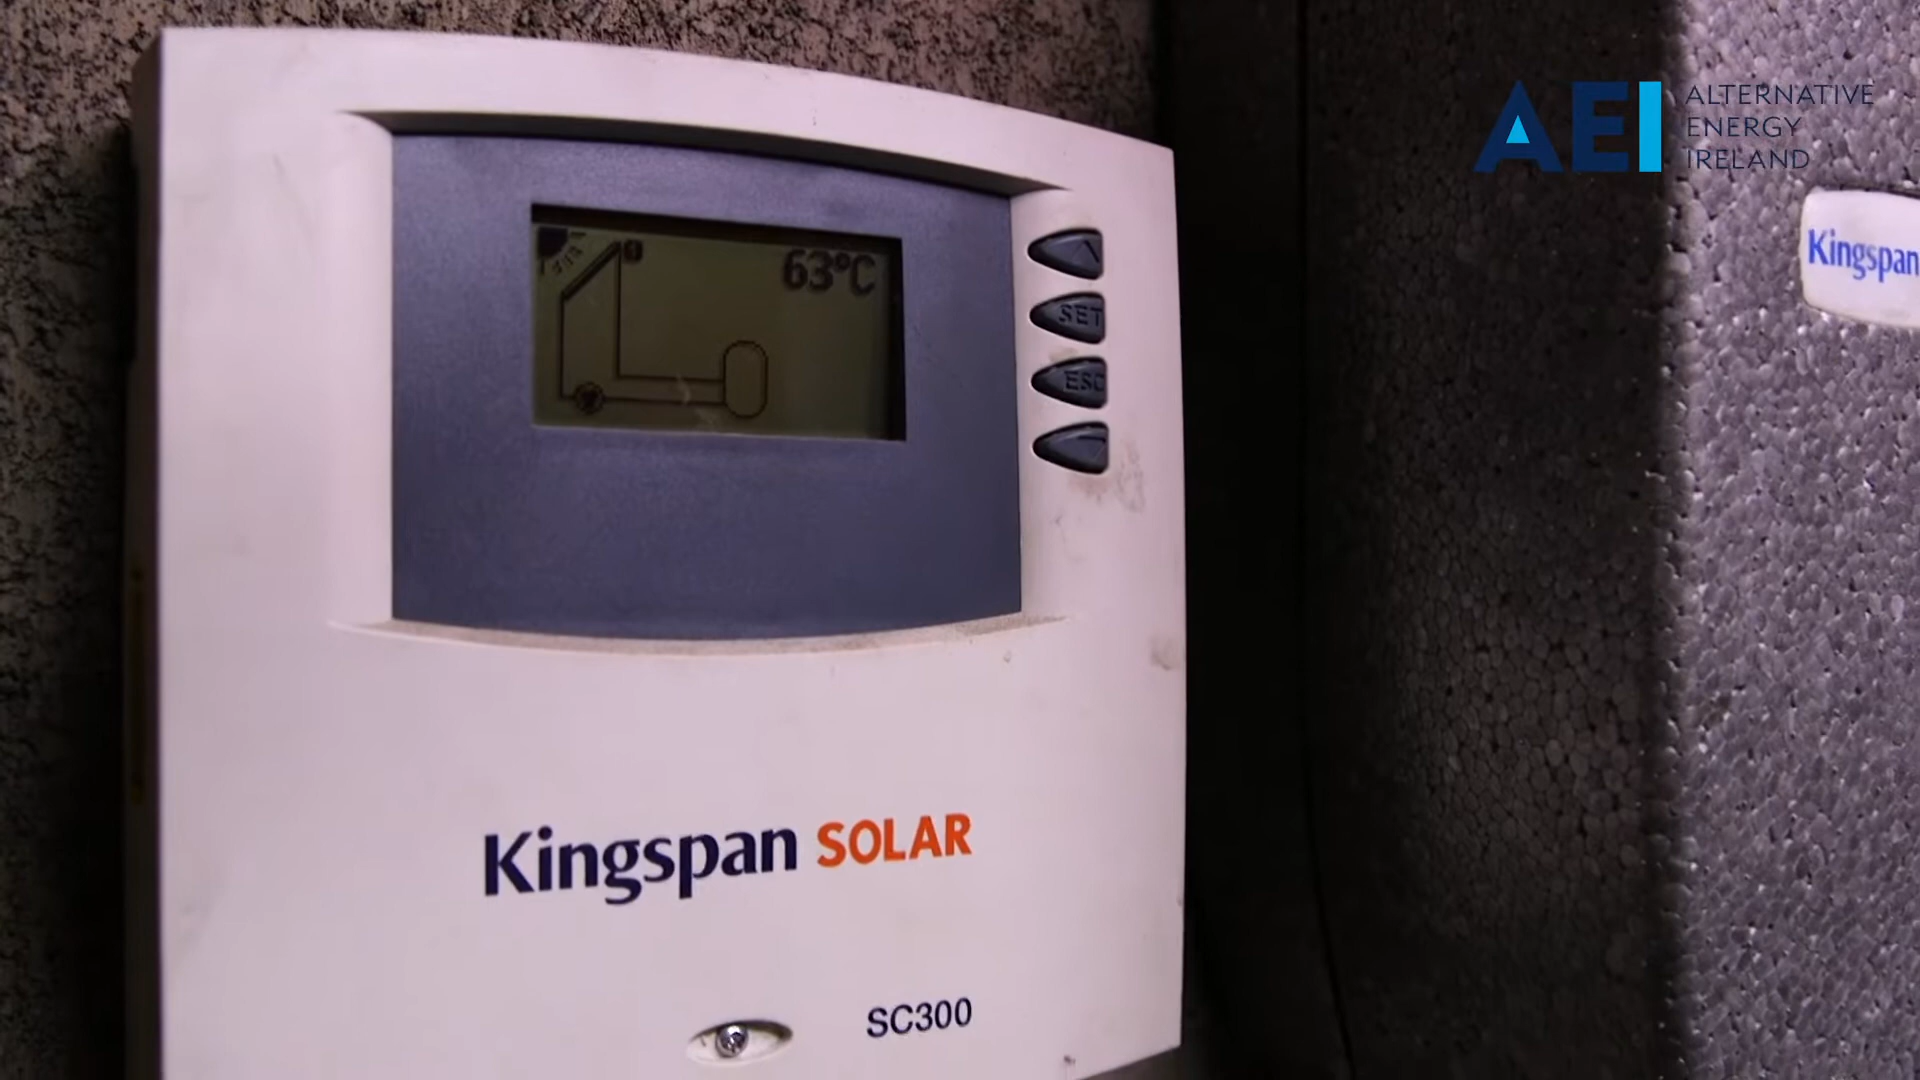 AEI ALTERNATIVE
ENERGY
IRELAND
Kingspan
63°C
SET
ESC
Kingspan SOLAR
SC300